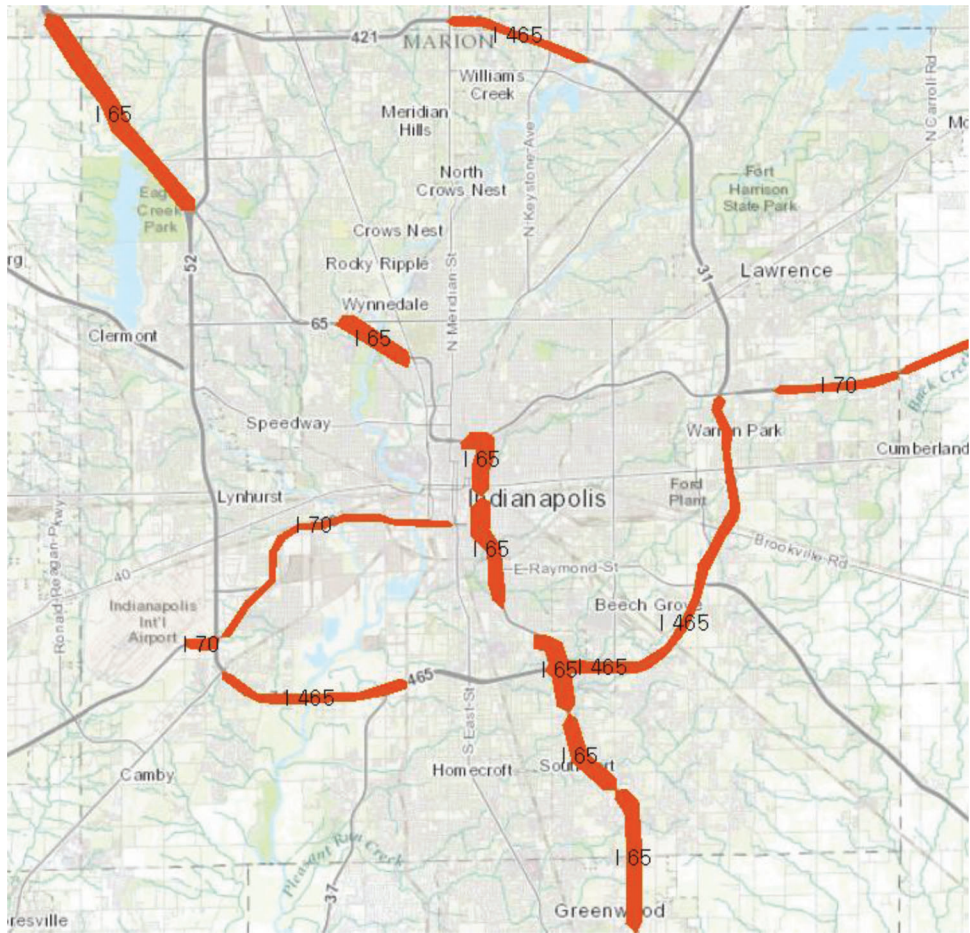 421
I 465
MARION
Williams
Creek
N Carroll Rd
I 65
Meridian
Hills
N-Keystone-Ave
North
Crows Nest
Fort
Harrison
State Park
Creek
Park
Crows Nest
Rocky Ripple
52
31
Lawrence
N Meridian St
Wynnedale
65
I 65
Clermont
I 70
Buck Creek
Speedway
Park
I 65
Cumberland
Lynhurst
Indianapolis
Ford
Plant
I 70
I 65
Brookville-Rd
Ronald-Reagan-Pkwy
40
E-Raymond-St
Indianapolis
Int'l
Airport
Beech Grove
I 465
I 70
I 65
I 465
I 465
465
S East-St
I 65
Camby
Homecroft
Pleasant Run Creek
I 65
37
Greenwood